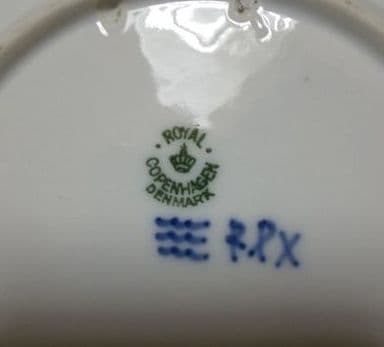 · ROYAL ·
COPENHAGEN
DENMARK